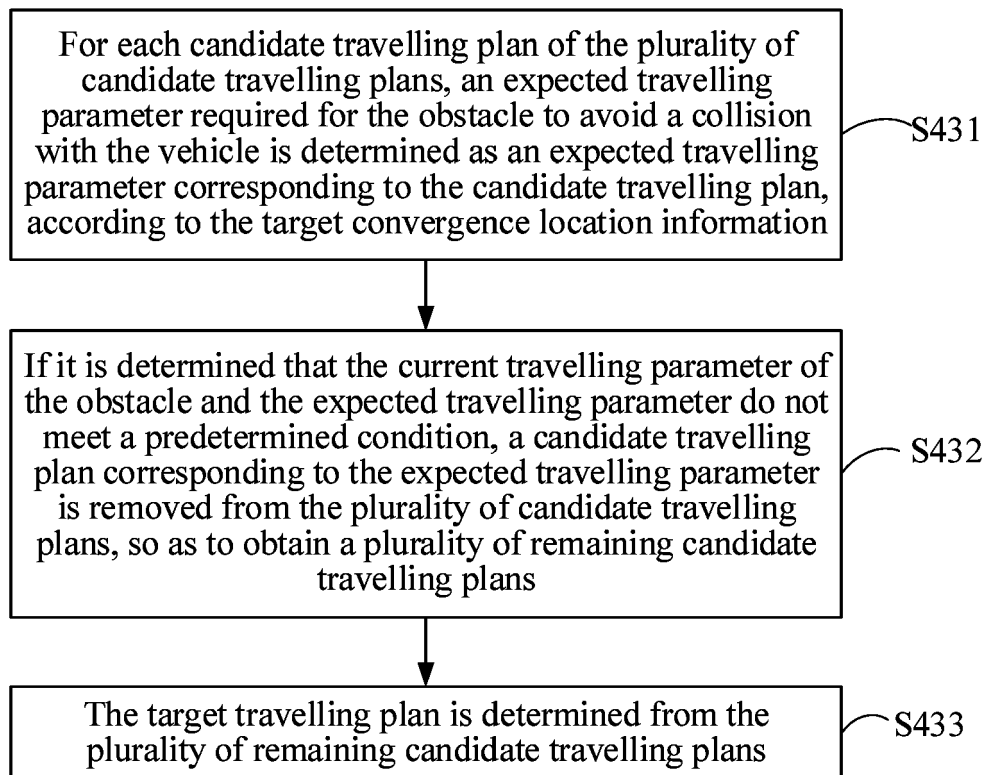 For each candidate travelling plan of the plurality of
candidate travelling plans, an expected travelling
parameter required for the obstacle to avoid a collision
with the vehicle is determined as an expected travelling
parameter corresponding to the candidate travelling plan,
according to the target convergence location information
S431
If it is determined that the current travelling parameter of
the obstacle and the expected travelling parameter do not
meet a predetermined condition, a candidate travelling
plan corresponding to the expected travelling parameter
is removed from the plurality of candidate travelling
plans, so as to obtain a plurality of remaining candidate
travelling plans
S432
The target travelling plan is determined from the
plurality of remaining candidate travelling plans
S433